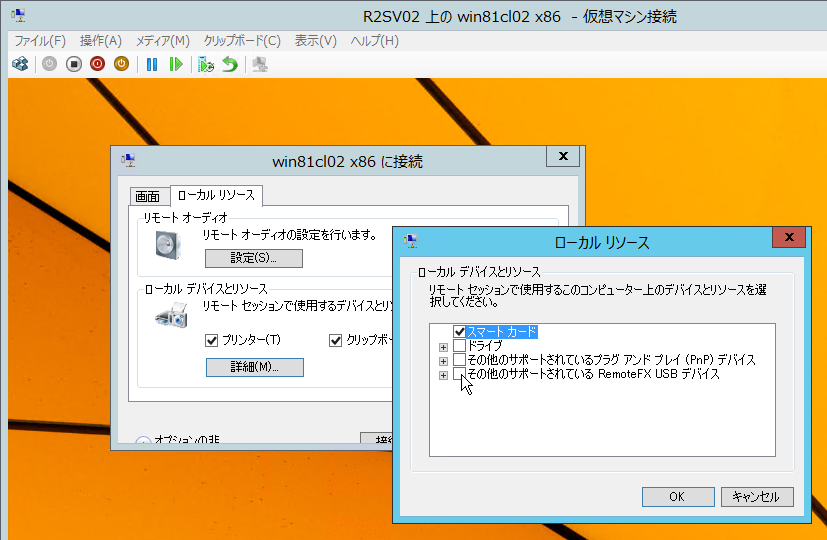 R2SV02 上の win81cl02 x86 - 仮想マシン接続
ファイル(F) 操作(A) メディア(M) クリップボード(C) 表示(V) ヘルプ(H)
win81cl02 x86 に接続
画面 ローカル リソース
リモート オーディオ
リモート オーディオの設定を行います。
設定(S)...
ローカル デバイスとリソース
リモート セッションで使用するデバイスとリ
プリンター(T) クリップボ
詳細(M)...
オプションの非
接続
ローカル リソース
ローカル デバイスとリソース
リモート セッションで使用するこのコンピューター上のデバイスとリソースを選
択してください。
スマート カード
ドライブ
その他のサポートされているプラグ アンド プレイ (PnP) デバイス
その他のサポートされている RemoteFX USB デバイス
OK キャンセル